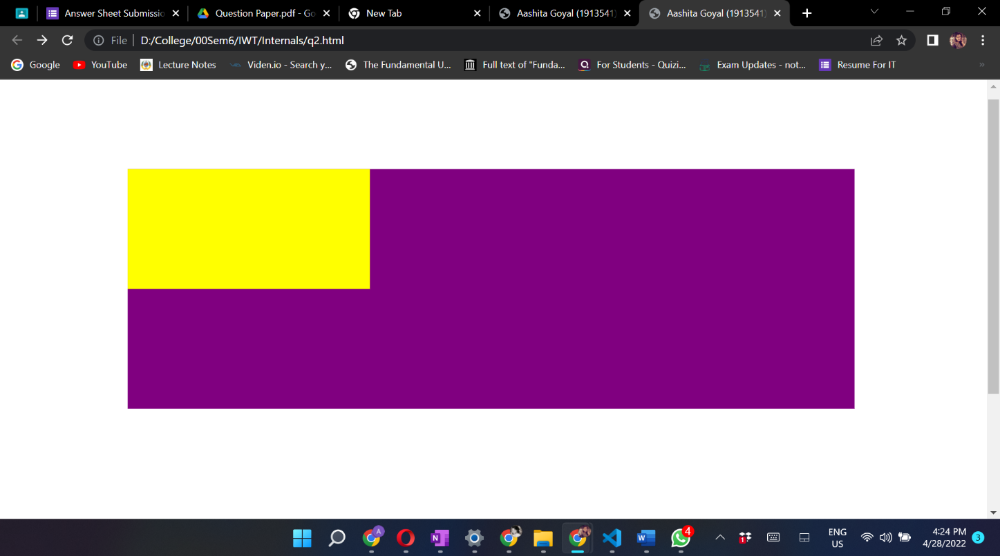 Answer Sheet Submissio
Question Paper.pdf - Go
New Tab
Aashita Goyal (1913541)
Aashita Goyal (1913541)
File
D:/College/00Sem6/IWT/Internals/q2.html
Google
YouTube
Lecture Notes
Viden.io - Search y...
The Fundamental U...
Full text of "Funda...
For Students - Quizi...
Exam Updates - not...
Resume For IT
A
N
W
4
1
ENG
US
4:24 PM
4/28/2022
3